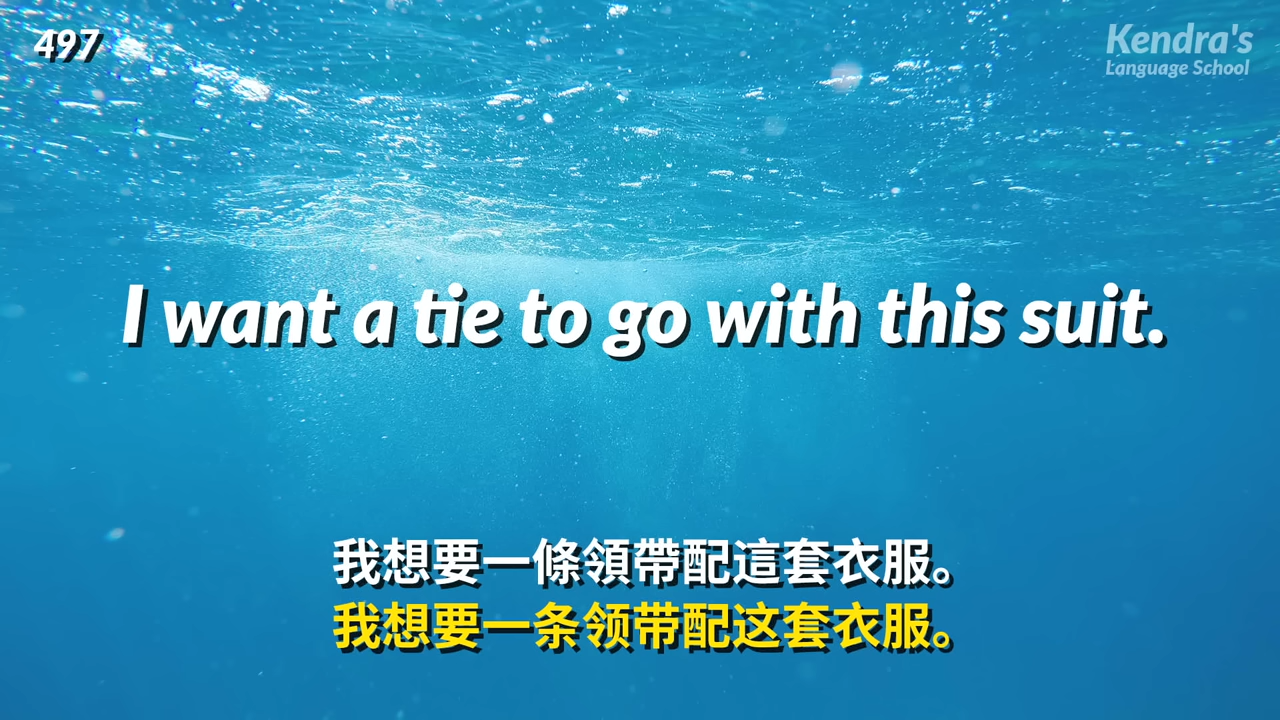 497
Kendra's
Language School
I want a tie to go with this suit.
我想要一條領帶配這套衣服。
我想要一条领带配这套衣服。